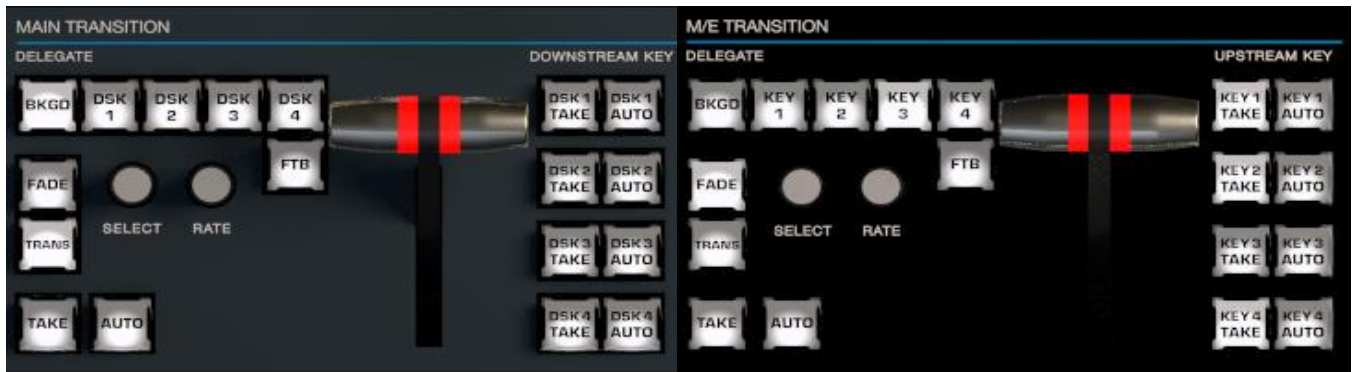 MAIN TRANSITION
DELEGATE
DOWNSTREAM KEY
BKGD
DSK
1
DSK
2
DSK
3
DSK
4
DSK 1
TAKE
DSK 1
AUTO
FTB
FADE
DSK 2
TAKE
DSK 2
AUTO
SELECT
RATE
TRANS
DSK 3
TAKE
DSK 3
AUTO
TAKE
AUTO
DSK 4
TAKE
DSK 4
AUTO
M/E TRANSITION
DELEGATE
UPSTREAM KEY
BKGD
KEY
1
KEY
2
KEY
3
KEY
4
KEY 1
TAKE
KEY 1
AUTO
FTB
FADE
KEY 2
TAKE
KEY 2
AUTO
SELECT
RATE
TRANS
KEY 3
TAKE
KEY 3
AUTO
TAKE
AUTO
KEY 4
TAKE
KEY 4
AUTO